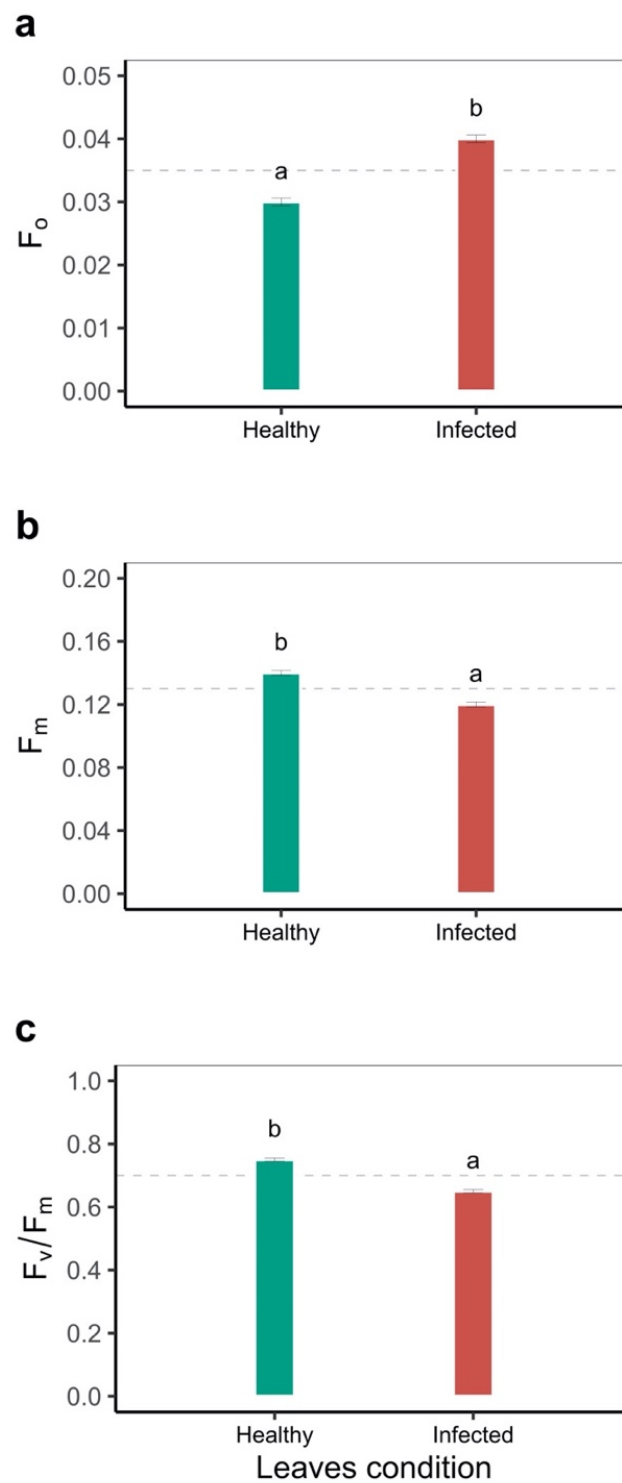 a
0.05
b
0.04
a
0.03
F₀
0.02
0.01
0.00
Healthy Infected
b
0.20
0.16
b
a
0.12
Fₘ
0.08
0.04
0.00
Healthy Infected
c
1.0
0.8
b
a
0.6
Fᵥ/Fₘ
0.4
0.2
0.0
Healthy Infected
Leaves condition